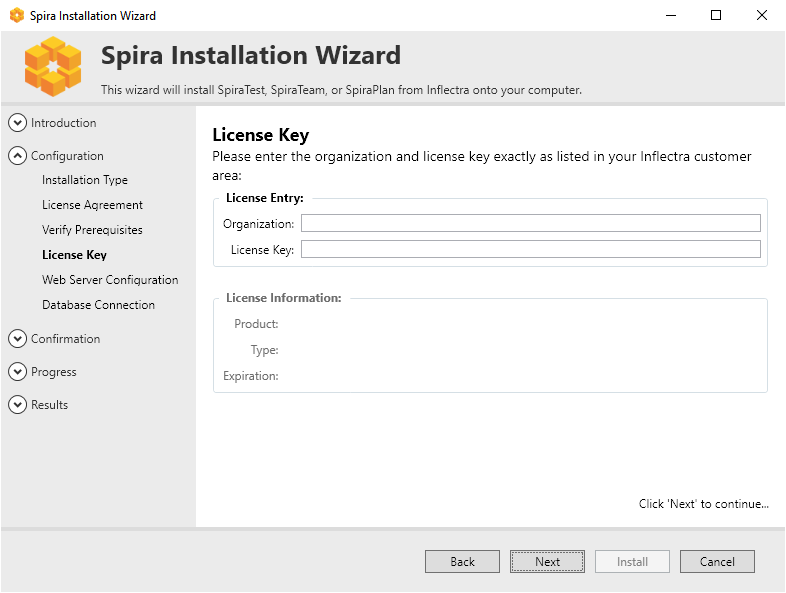 Spira Installation Wizard
Spira Installation Wizard
This wizard will install SpiraTest, SpiraTeam, or SpiraPlan from Inflectra onto your computer.
Introduction
Configuration
Installation Type
License Agreement
Verify Prerequisites
License Key
Web Server Configuration
Database Connection
Confirmation
Progress
Results
License Key
Please enter the organization and license key exactly as listed in your Inflectra customer
area:
License Entry:
Organization:
License Key:
License Information:
Product:
Type:
Expiration:
Click 'Next' to continue...
Back
Next
Install
Cancel